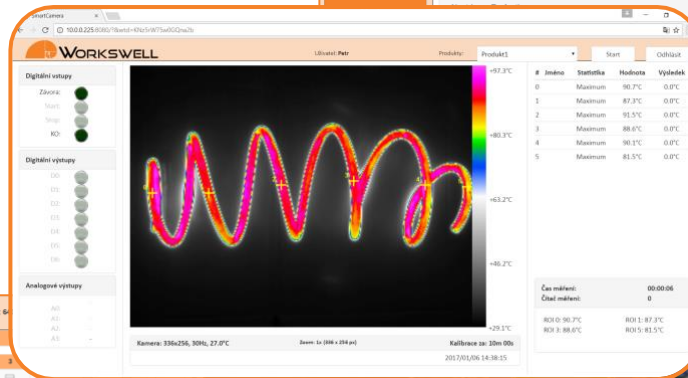 SmartCamera
WORKSWELL
Uživatel: Petr
Produkty:
Produkt1
Start
Odhlásit
Digitální vstupy
Závora:
Start:
Stop:
KO:
Digitální výstupy
D0:
D1:
D2:
D3:
D4:
D5:
D6:
Analogové výstupy
A0:
A1:
A2:
A3:
+97.3°C
+80.3°C
+63.2°C
+46.2°C
+29.1°C
# Jméno Statistika Hodnota Výsledek
0 Maximum 90.7°C 0.0°C
1 Maximum 87.3°C 0.0°C
2 Maximum 91.5°C 0.0°C
3 Maximum 88.6°C 0.0°C
4 Maximum 90.1°C 0.0°C
5 Maximum 81.5°C 0.0°C
Čas měření: 00:00:06
Čítač měření: 0
ROI 0: 90.7°C ROI 1: 87.3°C
ROI 3: 88.6°C ROI 5: 81.5°C
Kamera: 336x256, 30Hz, 27.0°C
Zoom: 1x (336 x 256 px)
Kalibrace za: 10m 00s
2017/01/06 14:38:15
3